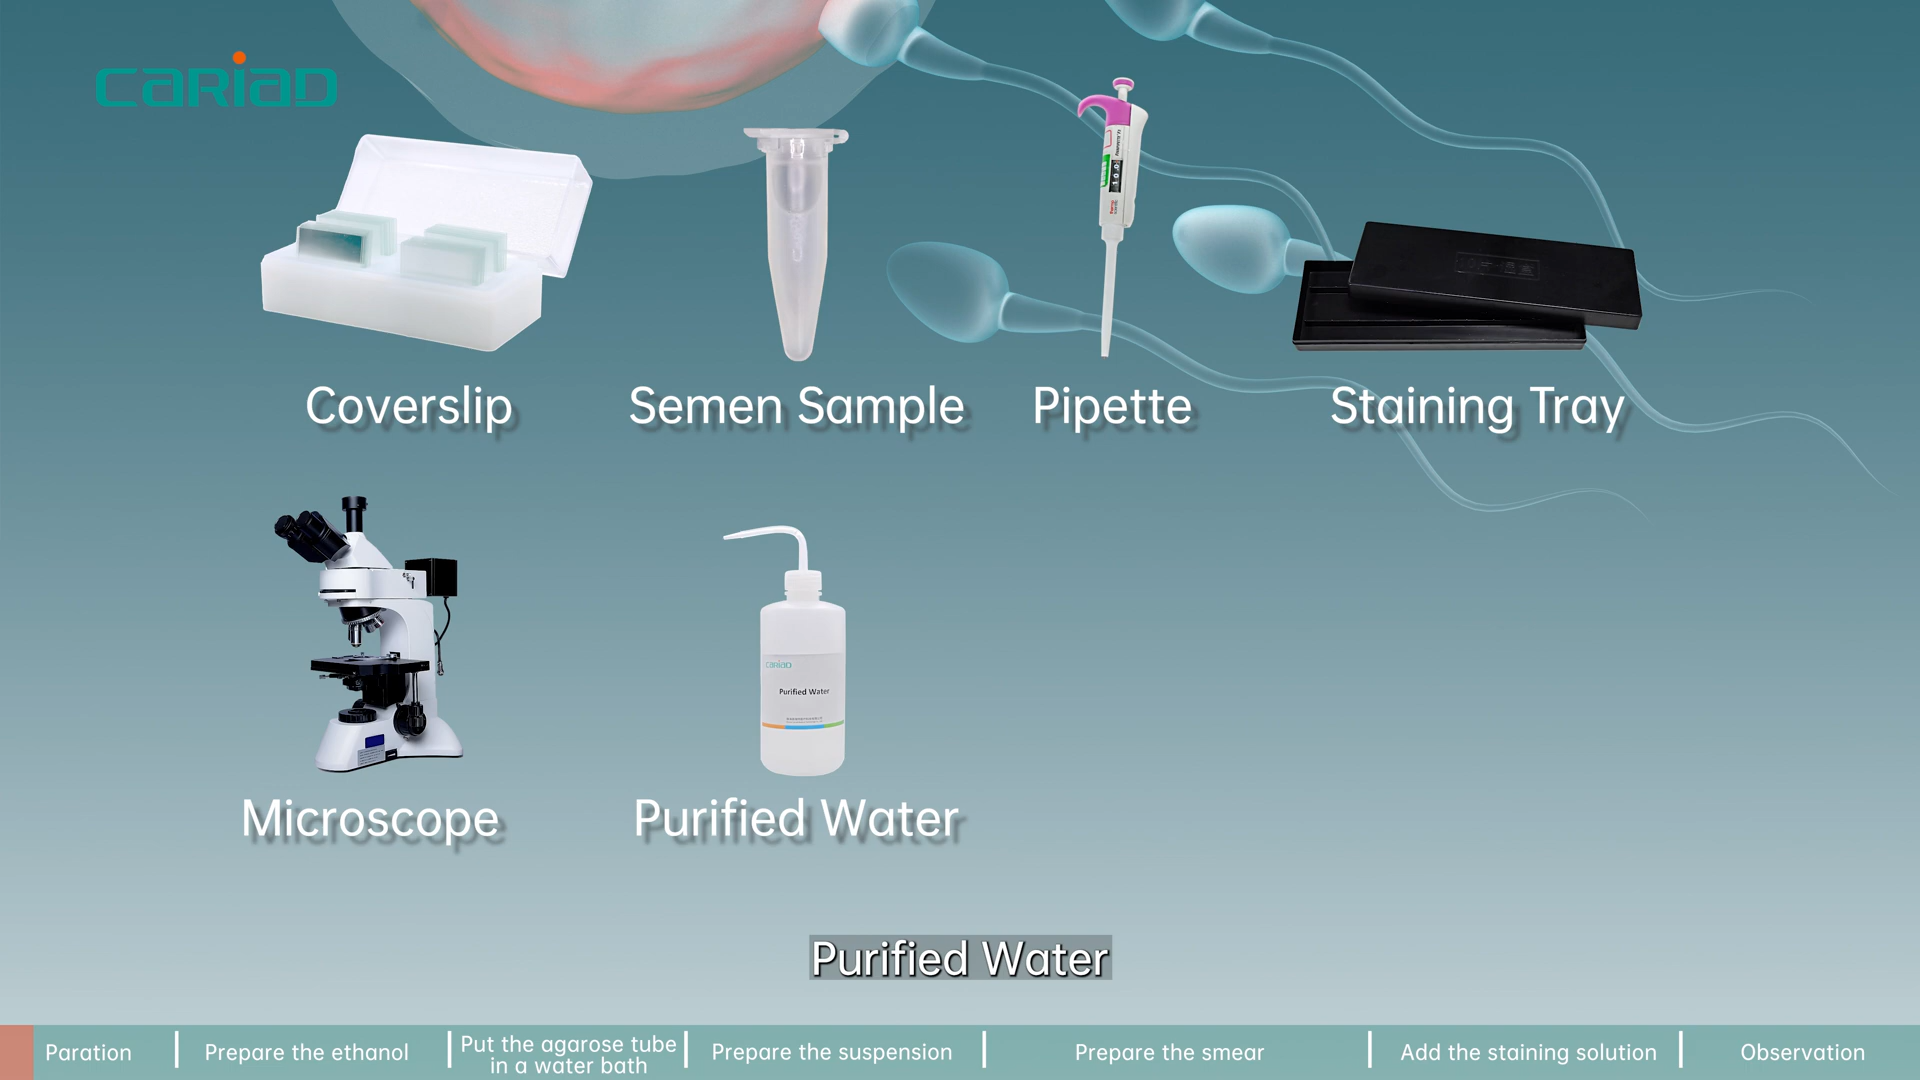 CARIAD
Coverslip
Semen Sample
Pipette
Staining Tray
Microscope
CARIAD
Purified Water
Purified Water
Purified Water
Paration
Prepare the ethanol
Put the agarose tube
in a water bath
Prepare the suspension
Prepare the smear
Add the staining solution
Observation